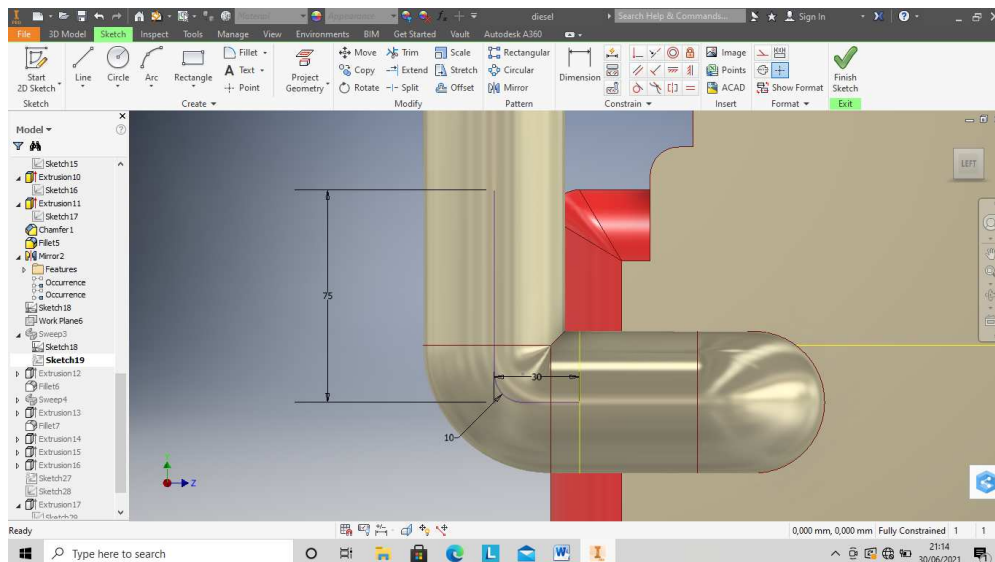 PRO
Material
Appearance
diesel
Search Help & Commands...
Sign In
File 3D Model Sketch Inspect Tools Manage View Environments BIM Get Started Vault Autodesk A360
Start
2D Sketch
Line
Circle
Arc
Rectangle
Fillet
Text
Point
Project
Geometry
Move
Trim
Scale
Copy
Extend
Stretch
Rotate
Split
Offset
Rectangular
Circular
Mirror
Dimension
Image
Points
ACAD
Show Format
Finish
Sketch
Sketch
Create
Modify
Pattern
Constrain
Insert
Format
Exit
Model
Sketch15
Extrusion10
Sketch16
Extrusion11
Sketch17
Chamfer1
Fillet5
Mirror2
Features
Occurrence
Occurrence
Sketch18
Work Plane6
Sweep3
Sketch18
Sketch19
Extrusion12
Fillet6
Sweep4
Extrusion13
Fillet7
Extrusion14
Extrusion15
Extrusion16
Sketch27
Sketch28
Extrusion17
Sketch29
LEFT
75
30
10
Y
Z
Ready
0,000 mm, 0,000 mm Fully Constrained 1 1
Type here to search
21:14
30/06/2021